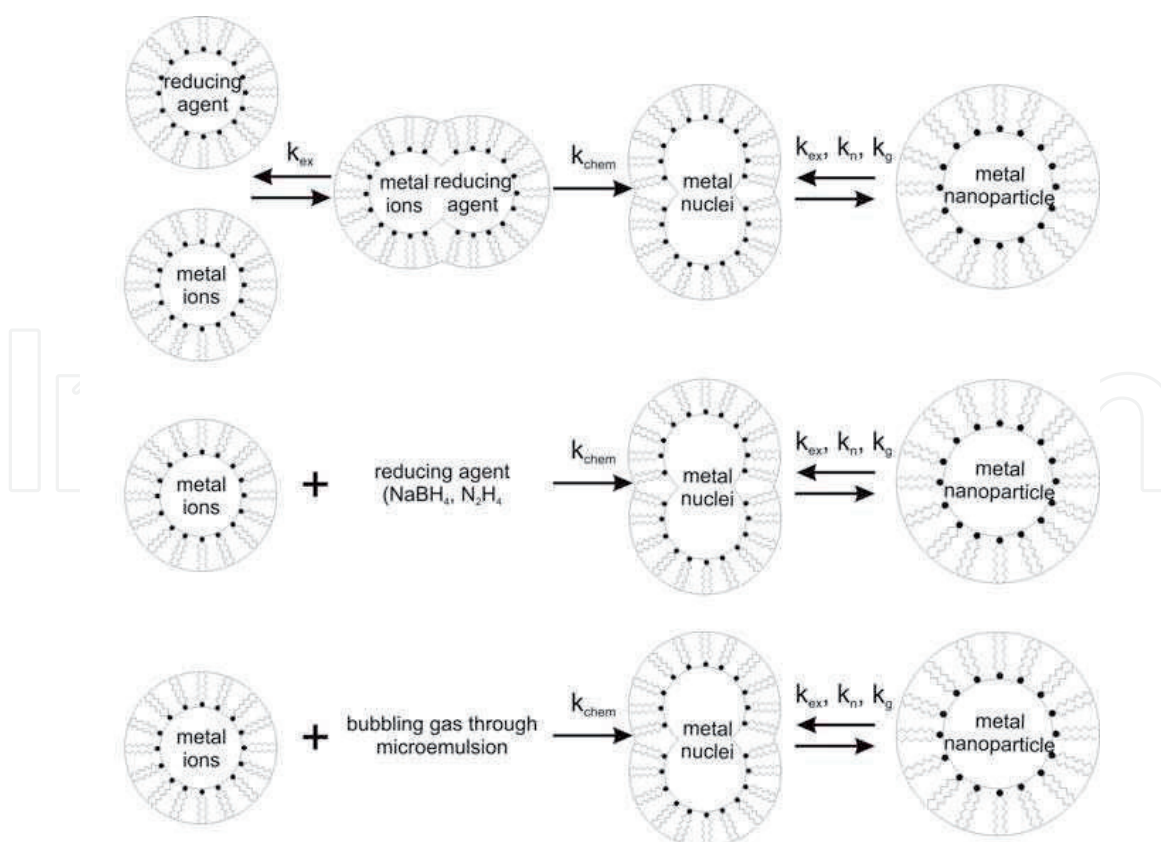 reducing
agent
metal
ions
k_ex
metal
ions
reducing
agent
k_chem
metal
nuclei
k_ex, k_n, k_g
metal
nanoparticle
metal
ions
+
reducing agent
(NaBH₄, N₂H₄
k_chem
metal
nuclei
k_ex, k_n, k_g
metal
nanoparticle
metal
ions
+
bubbling gas through
microemulsion
k_chem
metal
nuclei
k_ex, k_n, k_g
metal
nanoparticle